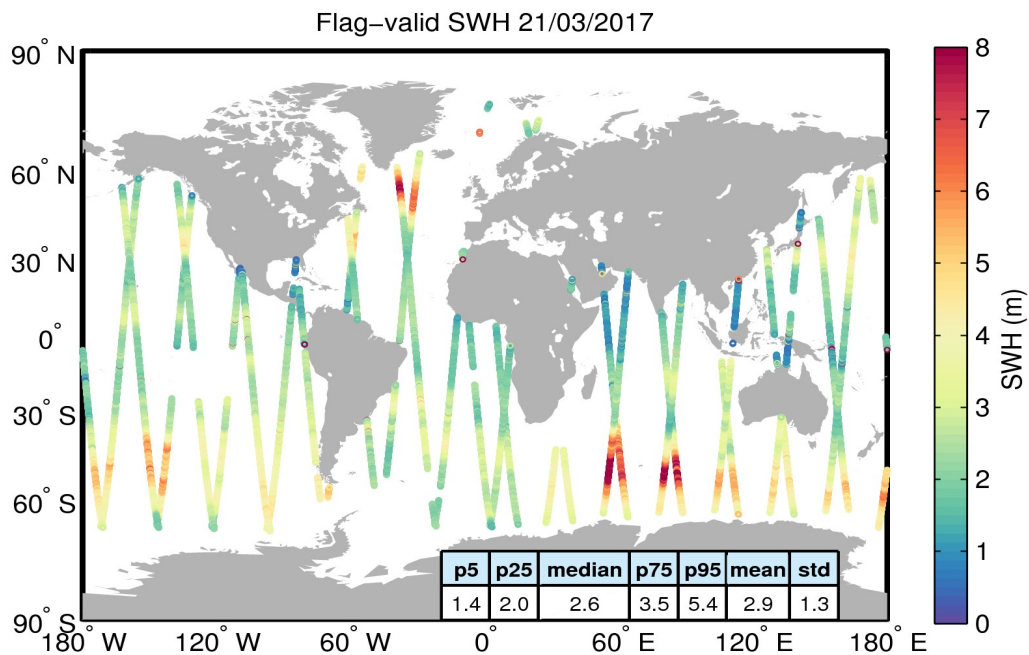 Flag−valid SWH 21/03/2017
90° N
60° N
30° N
0°
30° S
60° S
90° S
180° W
120° W
60° W
0°
60° E
120° E
180° E
p5 p25 median p75 p95 mean std
1.4 2.0 2.6 3.5 5.4 2.9 1.3
8
7
6
5
4
3
2
1
0
SWH (m)